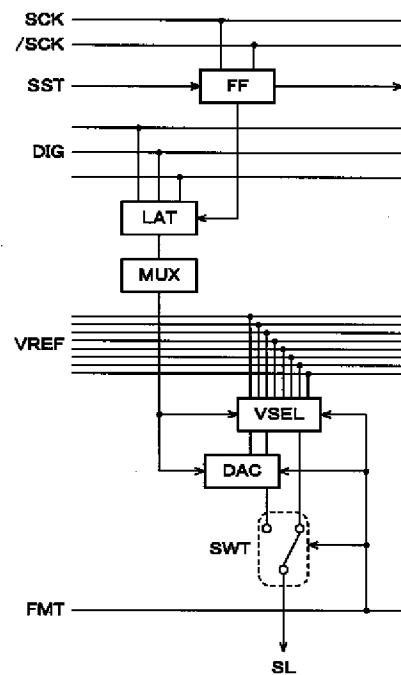 SCK
/SCK
SST
FF
DIG
LAT
MUX
VREF
VSEL
DAC
SWT
FMT
SL